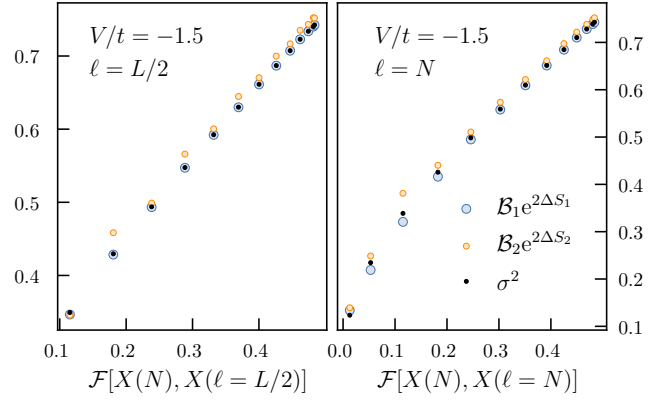 V/t = −1.5
ℓ = L/2
0.7
0.6
0.5
0.4
0.1 0.2 0.3 0.4
ℱ[X(N), X(ℓ = L/2)]
V/t = −1.5
ℓ = N
ℬ₁e^{2ΔS₁}
ℬ₂e^{2ΔS₂}
σ²
0.7
0.6
0.5
0.4
0.3
0.2
0.1
0.0 0.1 0.2 0.3 0.4
ℱ[X(N), X(ℓ = N)]